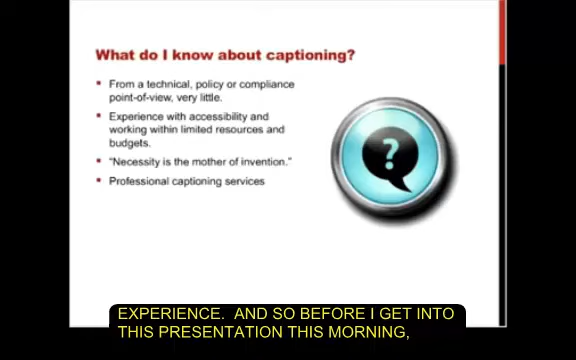 What do I know about captioning?
From a technical, policy or compliance
point-of-view, very little.
Experience with accessibility and
working within limited resources and
budgets.
“Necessity is the mother of invention.”
Professional captioning services
?
EXPERIENCE.  AND SO BEFORE I GET INTO
THIS PRESENTATION THIS MORNING,